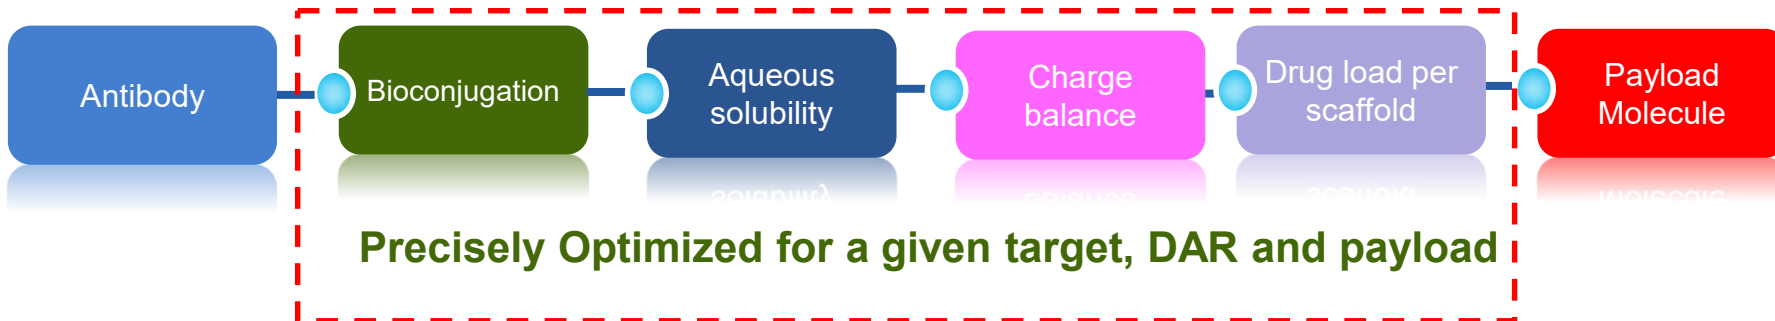 Antibody
Bioconjugation
Aqueous
solubility
Charge
balance
Drug load per
scaffold
Payload
Molecule
Precisely Optimized for a given target, DAR and payload